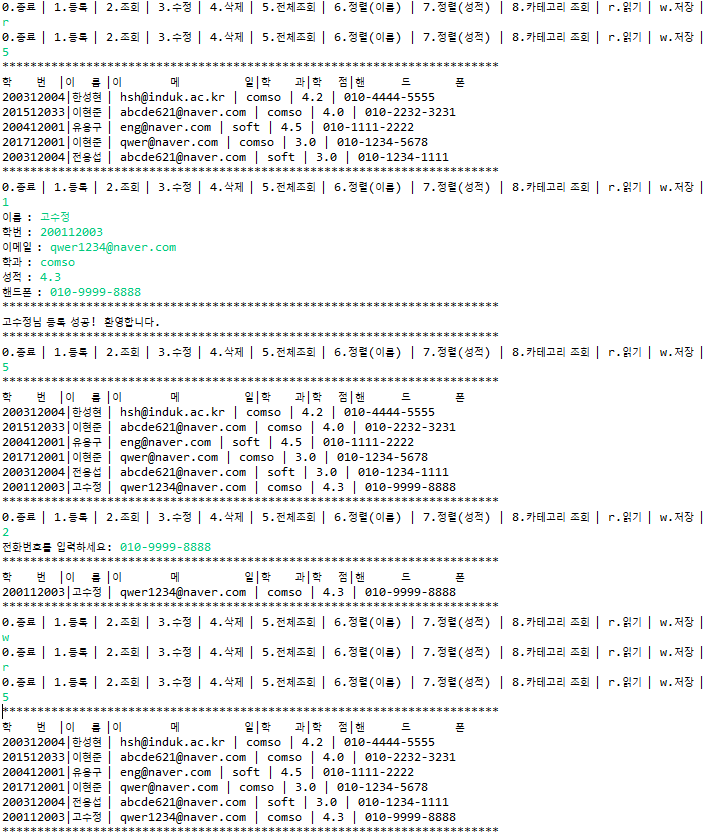 0.종료 | 1.등록 | 2.조회 | 3.수정 | 4.삭제 | 5.전체조회 | 6.정렬(이름) | 7.정렬(성적) | 8.카테고리 조회 | r.읽기 | w.저장 |
r
0.종료 | 1.등록 | 2.조회 | 3.수정 | 4.삭제 | 5.전체조회 | 6.정렬(이름) | 7.정렬(성적) | 8.카테고리 조회 | r.읽기 | w.저장 |
5
***********************************************************************
학 번 |이 름 |이 메 일|학 과|학 점|핸 드 폰
200312004|한성현 | hsh@induk.ac.kr | comso | 4.2 | 010-4444-5555
201512033|이현준 | abcde621@naver.com | comso | 4.0 | 010-2232-3231
200412001|유응구 | eng@naver.com | soft | 4.5 | 010-1111-2222
201712001|이현준 | qwer@naver.com | comso | 3.0 | 010-1234-5678
200312004|전용섭 | abcde621@naver.com | soft | 3.0 | 010-1234-1111
***********************************************************************
0.종료 | 1.등록 | 2.조회 | 3.수정 | 4.삭제 | 5.전체조회 | 6.정렬(이름) | 7.정렬(성적) | 8.카테고리 조회 | r.읽기 | w.저장 |
1
이름 : 고수정
학번 : 200112003
이메일 : qwer1234@naver.com
학과 : comso
성적 : 4.3
핸드폰 : 010-9999-8888
***********************************************************************
고수정님 등록 성공! 환영합니다.
***********************************************************************
0.종료 | 1.등록 | 2.조회 | 3.수정 | 4.삭제 | 5.전체조회 | 6.정렬(이름) | 7.정렬(성적) | 8.카테고리 조회 | r.읽기 | w.저장 |
5
***********************************************************************
학 번 |이 름 |이 메 일|학 과|학 점|핸 드 폰
200312004|한성현 | hsh@induk.ac.kr | comso | 4.2 | 010-4444-5555
201512033|이현준 | abcde621@naver.com | comso | 4.0 | 010-2232-3231
200412001|유응구 | eng@naver.com | soft | 4.5 | 010-1111-2222
201712001|이현준 | qwer@naver.com | comso | 3.0 | 010-1234-5678
200312004|전용섭 | abcde621@naver.com | soft | 3.0 | 010-1234-1111
200112003|고수정 | qwer1234@naver.com | comso | 4.3 | 010-9999-8888
***********************************************************************
0.종료 | 1.등록 | 2.조회 | 3.수정 | 4.삭제 | 5.전체조회 | 6.정렬(이름) | 7.정렬(성적) | 8.카테고리 조회 | r.읽기 | w.저장 |
2
전화번호를 입력하세요: 010-9999-8888
***********************************************************************
학 번 |이 름 |이 메 일|학 과|학 점|핸 드 폰
200112003|고수정 | qwer1234@naver.com | comso | 4.3 | 010-9999-8888
***********************************************************************
0.종료 | 1.등록 | 2.조회 | 3.수정 | 4.삭제 | 5.전체조회 | 6.정렬(이름) | 7.정렬(성적) | 8.카테고리 조회 | r.읽기 | w.저장 |
w
0.종료 | 1.등록 | 2.조회 | 3.수정 | 4.삭제 | 5.전체조회 | 6.정렬(이름) | 7.정렬(성적) | 8.카테고리 조회 | r.읽기 | w.저장 |
r
0.종료 | 1.등록 | 2.조회 | 3.수정 | 4.삭제 | 5.전체조회 | 6.정렬(이름) | 7.정렬(성적) | 8.카테고리 조회 | r.읽기 | w.저장 |
5
***********************************************************************
학 번 |이 름 |이 메 일|학 과|학 점|핸 드 폰
200312004|한성현 | hsh@induk.ac.kr | comso | 4.2 | 010-4444-5555
201512033|이현준 | abcde621@naver.com | comso | 4.0 | 010-2232-3231
200412001|유응구 | eng@naver.com | soft | 4.5 | 010-1111-2222
201712001|이현준 | qwer@naver.com | comso | 3.0 | 010-1234-5678
200312004|전용섭 | abcde621@naver.com | soft | 3.0 | 010-1234-1111
200112003|고수정 | qwer1234@naver.com | comso | 4.3 | 010-9999-8888
***********************************************************************